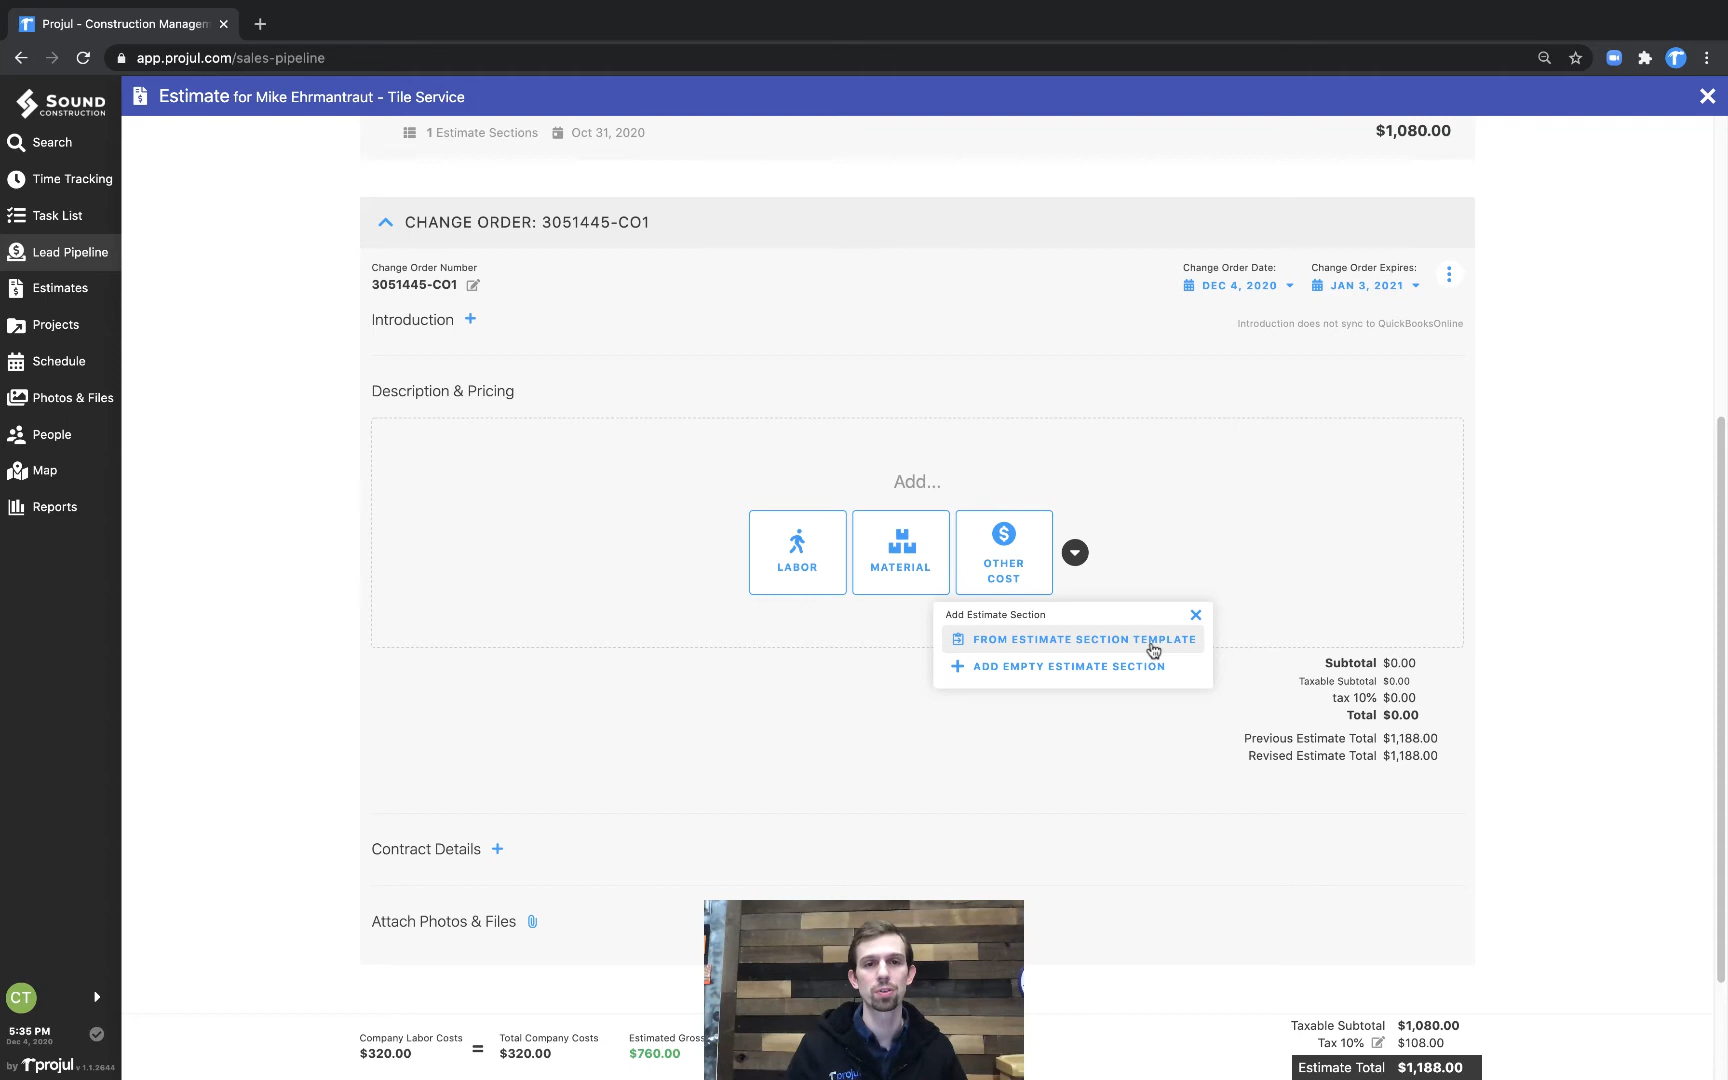 Projul - Construction Managem
app.projul.com/sales-pipeline
SOUND
CONSTRUCTION
Estimate for Mike Ehrmantraut - Tile Service
Search
Time Tracking
Task List
Lead Pipeline
Estimates
Projects
Schedule
Photos & Files
People
Map
Reports
1 Estimate Sections Oct 31, 2020 $1,080.00
CHANGE ORDER: 3051445-CO1
Change Order Number Change Order Date: Change Order Expires:
3051445-CO1 DEC 4, 2020 JAN 3, 2021
Introduction +
Introduction does not sync to QuickBooksOnline
Description & Pricing
Add...
LABOR MATERIAL OTHER
COST
Add Estimate Section
FROM ESTIMATE SECTION TEMPLATE
+ ADD EMPTY ESTIMATE SECTION
Subtotal $0.00
Taxable Subtotal $0.00
tax 10% $0.00
Total $0.00
Previous Estimate Total $1,188.00
Revised Estimate Total $1,188.00
Contract Details +
Attach Photos & Files
CT
5:35 PM
Dec 4, 2020
by projul v 1.1.2644
Company Labor Costs = Total Company Costs Estimated Gross
$320.00 $320.00 $760.00
projul
Taxable Subtotal $1,080.00
Tax 10% $108.00
Estimate Total $1,188.00